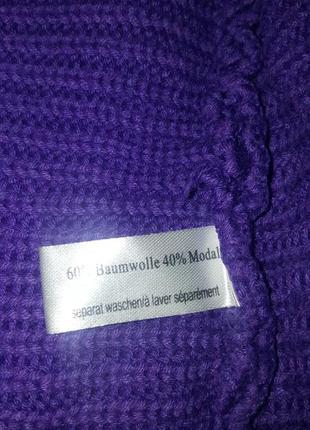 60% Baumwolle 40% Modal
separat waschen/à laver séparément